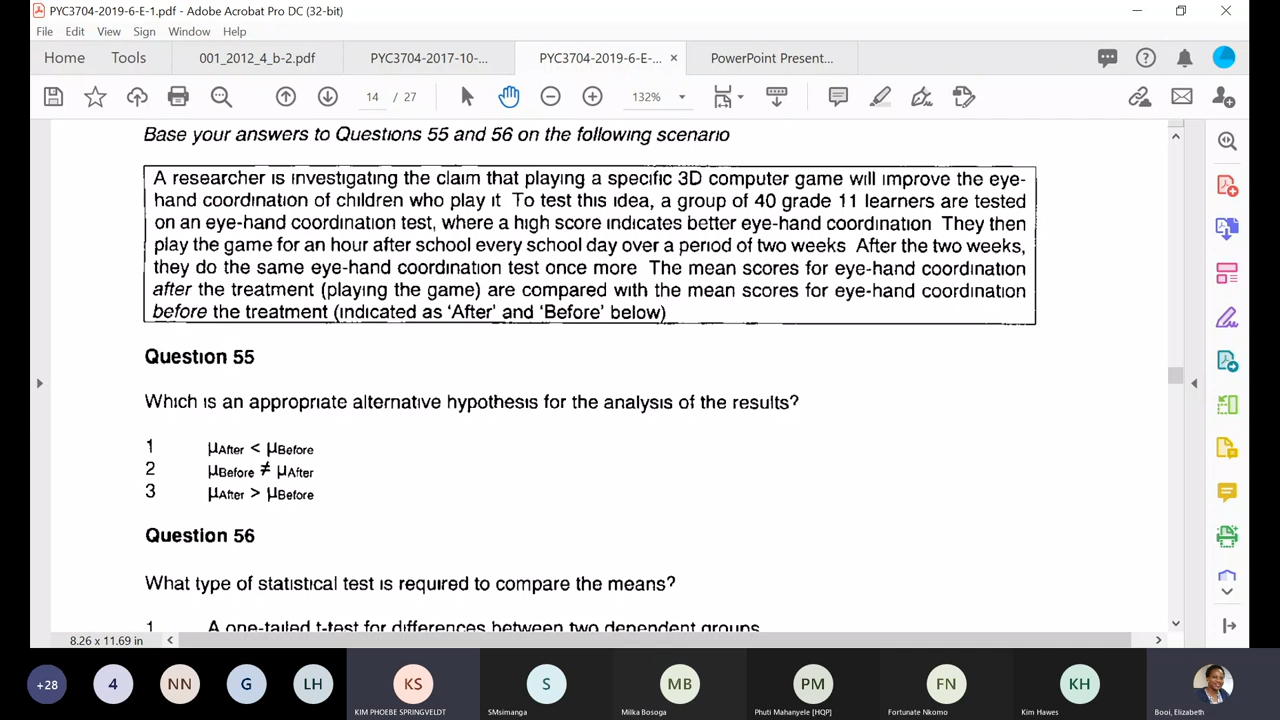 PYC3704-2019-6-E-1.pdf - Adobe Acrobat Pro DC (32-bit)
File Edit View Sign Window Help
Home Tools 001_2012_4_b-2.pdf PYC3704-2017-10-... PYC3704-2019-6-E-... × PowerPoint Present...
14 / 27 132%
Base your answers to Questions 55 and 56 on the following scenario
A researcher is investigating the claim that playing a specific 3D computer game will improve the eye-
hand coordination of children who play it To test this idea, a group of 40 grade 11 learners are tested
on an eye-hand coordination test, where a high score indicates better eye-hand coordination They then
play the game for an hour after school every school day over a period of two weeks After the two weeks,
they do the same eye-hand coordination test once more The mean scores for eye-hand coordination
after the treatment (playing the game) are compared with the mean scores for eye-hand coordination
before the treatment (indicated as 'After' and 'Before' below)
Question 55
Which is an appropriate alternative hypothesis for the analysis of the results?
1 μAfter < μBefore
2 μBefore ≠ μAfter
3 μAfter > μBefore
Question 56
What type of statistical test is required to compare the means?
1 A one-tailed t-test for differences between two dependent groups
8.26 x 11.69 in
+28 4 NN G LH KS S MB PM FN KH
KIM PHOEBE SPRINGVELDT SMsimanga Milka Bosoga Phuti Mahanyele [HQP] Fortunate Nkomo Kim Hawes Booi, Elizabeth